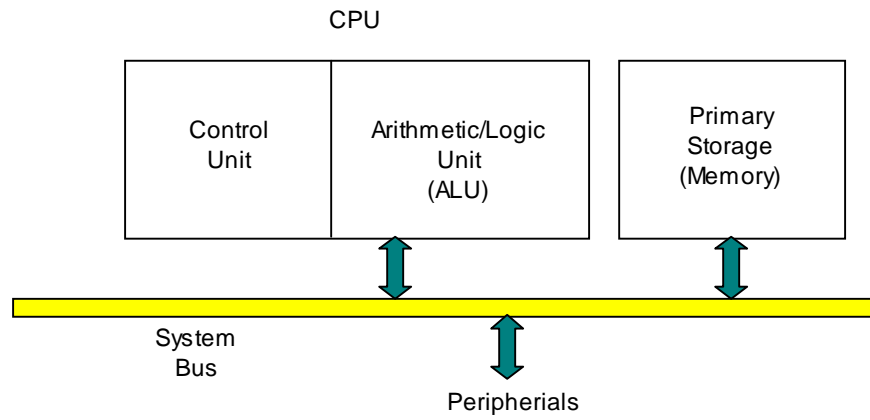 CPU
Control
Unit
Arithmetic/Logic
Unit
(ALU)
Primary
Storage
(Memory)
System
Bus
Peripherials